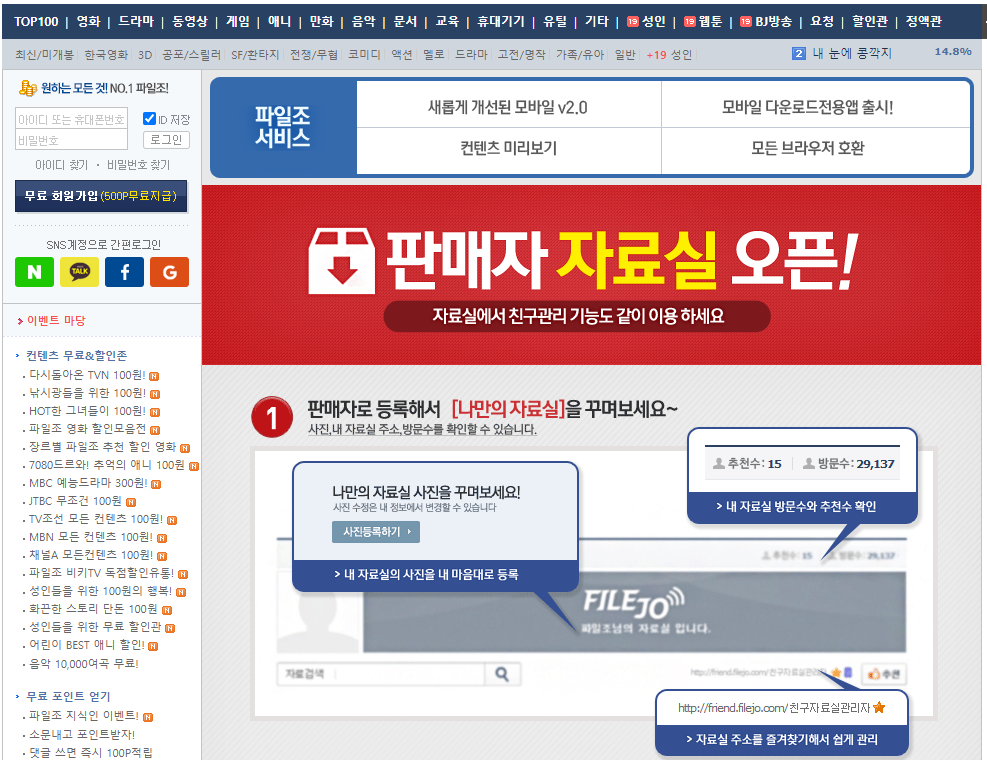 TOP100 | 영화 | 드라마 | 동영상 | 게임 | 애니 | 만화 | 음악 | 문서 | 교육 | 휴대기기 | 유틸 | 기타 | 19 성인 | 19 웹툰 | 19 BJ방송 | 요청 | 할인관 | 정액관
최신/미개봉 | 한국영화 | 3D | 공포/스릴러 | SF/판타지 | 전쟁/무협 | 코미디 | 액션 | 멜로 | 드라마 | 고전/명작 | 가족/유아 | 일반 | +19 성인
2 내 눈에 콩깍지 14.8%
원하는 모든 것! NO.1 파일조!
아이디 또는 휴대폰번호
ID 저장
비밀번호
로그인
아이디 찾기 · 비밀번호 찾기
무료 회원가입 (500P무료지급)
SNS계정으로 간편로그인
N TALK f G
> 이벤트 마당
컨텐츠 무료&할인존
다시돌아온 TVN 100원! N
낚시광들을 위한 100원! N
HOT한 그녀들이 100원! N
파일조 영화 할인모음전 N
장르별 파일조 추천 할인 영화 N
7080드르와! 추억의 애니 100원 N
MBC 예능드라마 300원! N
JTBC 무조건 100원 N
TV조선 모든 컨텐츠 100원! N
MBN 모든 컨텐츠 100원! N
채널A 모든컨텐츠 100원! N
파일조 비키TV 독점할인유통! N
성인들을 위한 100원의 행복! N
화끈한 스토리 단돈 100원 N
성인들을 위한 무료 할인관 N
어린이 BEST 애니 할인! N
음악 10,000여곡 무료!
무료 포인트 얻기
파일조 지식인 이벤트! N
소문내고 포인트받자!
댓글 쓰면 즉시 100P적립
파일조
서비스
새롭게 개선된 모바일 v2.0
모바일 다운로드전용앱 출시!
컨텐츠 미리보기
모든 브라우저 호환
판매자 자료실 오픈!
자료실에서 친구관리 기능도 같이 이용 하세요
1 판매자로 등록해서 [나만의 자료실]을 꾸며보세요~
사진,내 자료실 주소,방문수를 확인할 수 있습니다.
추천수: 15 | 방문수: 29,137
> 내 자료실 방문수와 추천수 확인
나만의 자료실 사진을 꾸며보세요!
사진 수정은 내 정보에서 변경할 수 있습니다
사진등록하기 >
> 내 자료실의 사진을 내 마음대로 등록
추천수: 15 방문수: 29,137
FILEJO
파일조님의 자료실 입니다.
자료검색
http://friend.filejo.com/친구자료실관리자
추천
http://friend.filejo.com/친구자료실관리자
> 자료실 주소를 즐겨찾기해서 쉽게 관리